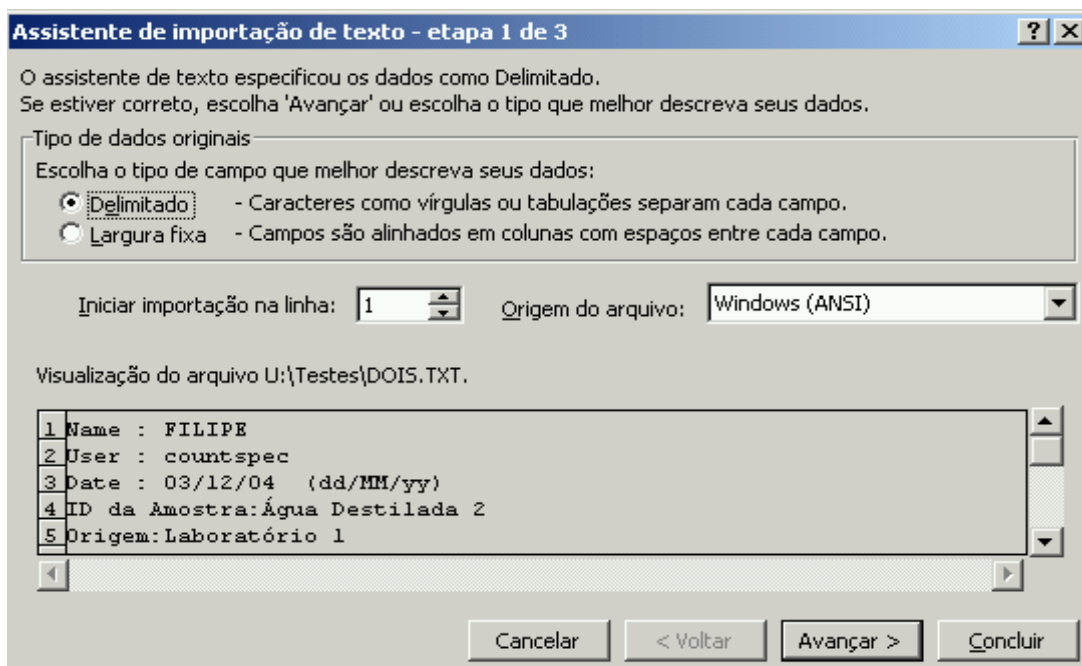 Assistente de importação de texto - etapa 1 de 3
O assistente de texto especificou os dados como Delimitado.
Se estiver correto, escolha 'Avançar' ou escolha o tipo que melhor descreva seus dados.
Tipo de dados originais
Escolha o tipo de campo que melhor descreva seus dados:
Delimitado - Caracteres como vírgulas ou tabulações separam cada campo.
Largura fixa - Campos são alinhados em colunas com espaços entre cada campo.
Iniciar importação na linha: 1 Origem do arquivo: Windows (ANSI)
Visualização do arquivo U:\Testes\DOIS.TXT.
1 Name : FILIPE
2 User : countspec
3 Date : 03/12/04 (dd/MM/yy)
4 ID da Amostra:Água Destilada 2
5 Origem:Laboratório 1
Cancelar < Voltar Avançar > Concluir